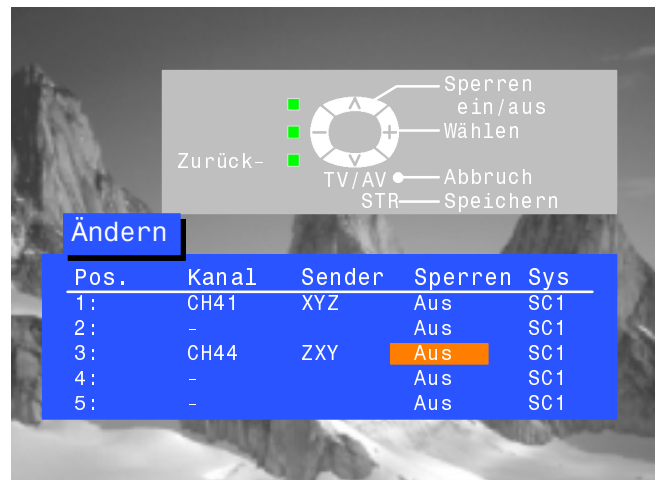 Sperren
ein/aus
Wählen
Zurück-
TV/AV Abbruch
STR Speichern
Ändern
Pos. Kanal Sender Sperren Sys
1: CH41 XYZ Aus SC1
2: - Aus SC1
3: CH44 ZXY Aus SC1
4: - Aus SC1
5: - Aus SC1